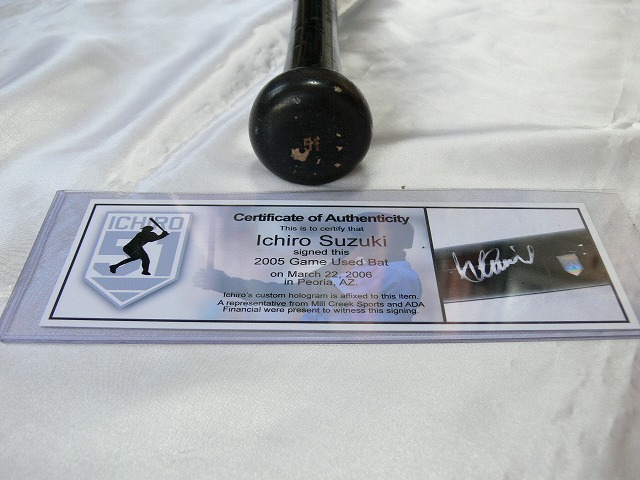 51
ICHIRO
51
Certificate of Authenticity
This is to certify that
Ichiro Suzuki
signed this
2005 Game Used Bat
on March 22, 2006
in Peoria, AZ.
Ichiro's custom hologram is affixed to this item.
A representative from Mill Creek Sports and ADA
Financial were present to witness this signing.